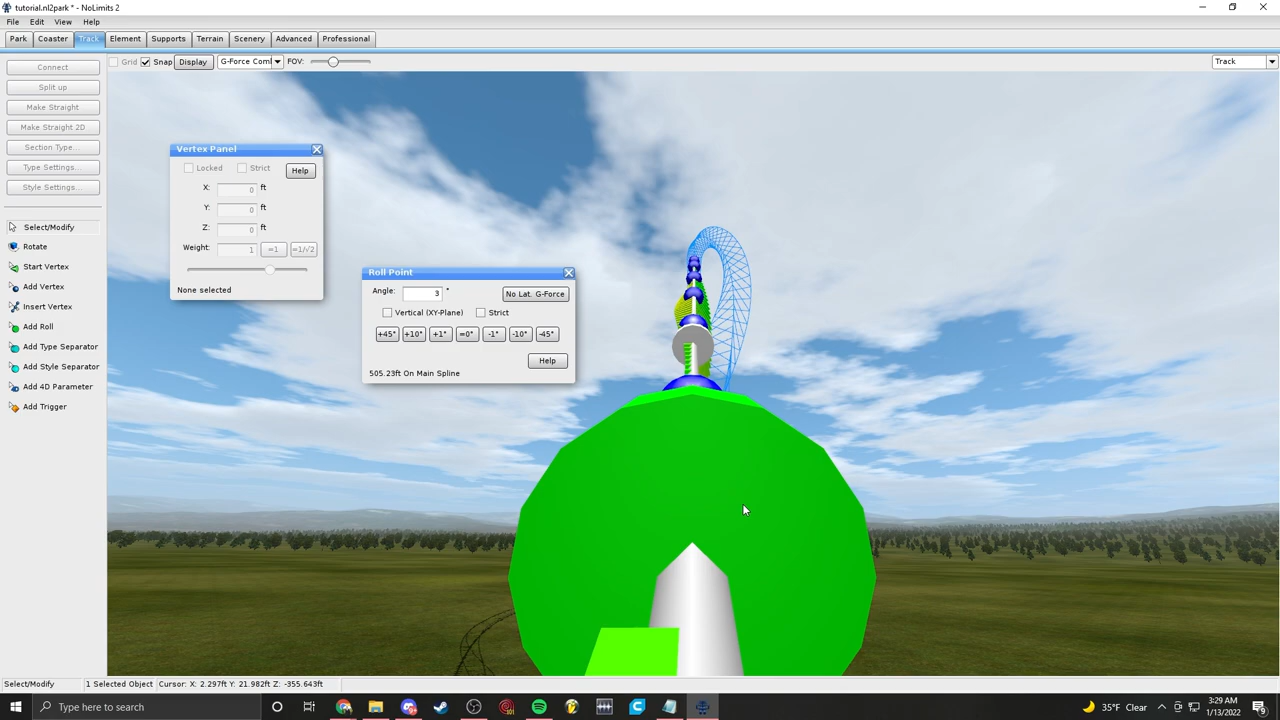 tutorial.nl2park * - NoLimits 2
File Edit View Help
Park Coaster Track Element Supports Terrain Scenery Advanced Professional
Grid Snap Display G-Force Coml FOV: Track
Connect
Split up
Make Straight
Make Straight 2D
Section Type...
Type Settings...
Style Settings...
Select/Modify
Rotate
Start Vertex
Add Vertex
Insert Vertex
Add Roll
Add Type Separator
Add Style Separator
Add 4D Parameter
Add Trigger
Vertex Panel
Locked Strict Help
X: 0 ft
Y: 0 ft
Z: 0 ft
Weight: 1 =1 =1/√2
None selected
Roll Point
Angle: 3 ° No Lat. G-Force
Vertical (XY-Plane) Strict
+45° +10° +1° =0° -1° -10° -45°
Help
505.23ft On Main Spline
Select/Modify 1 Selected Object Cursor: X: 2.297ft Y: 21.982ft Z: -355.643ft
Type here to search
35°F Clear
3:29 AM
1/13/2022